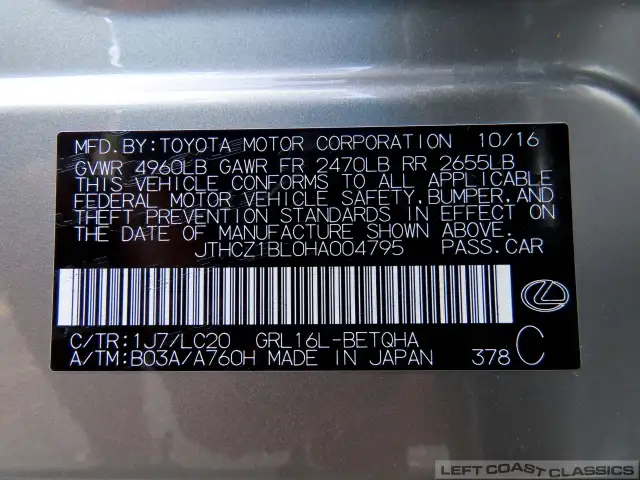 MFD. BY: TOYOTA MOTOR CORPORATION 10/16
GVWR 4960LB GAWR FR 2470LB RR 2655LB
THIS VEHICLE CONFORMS TO ALL APPLICABLE
FEDERAL MOTOR VEHICLE SAFETY, BUMPER, AND
THEFT PREVENTION STANDARDS IN EFFECT ON
THE DATE OF MANUFACTURE SHOWN ABOVE.
JTHCZ1BL0HA004795 PASS. CAR
C/TR: 1J7/LC20 GRL16L-BETQHA
A/TM: B03A/A760H MADE IN JAPAN 378 C
LEFT COAST CLASSICS